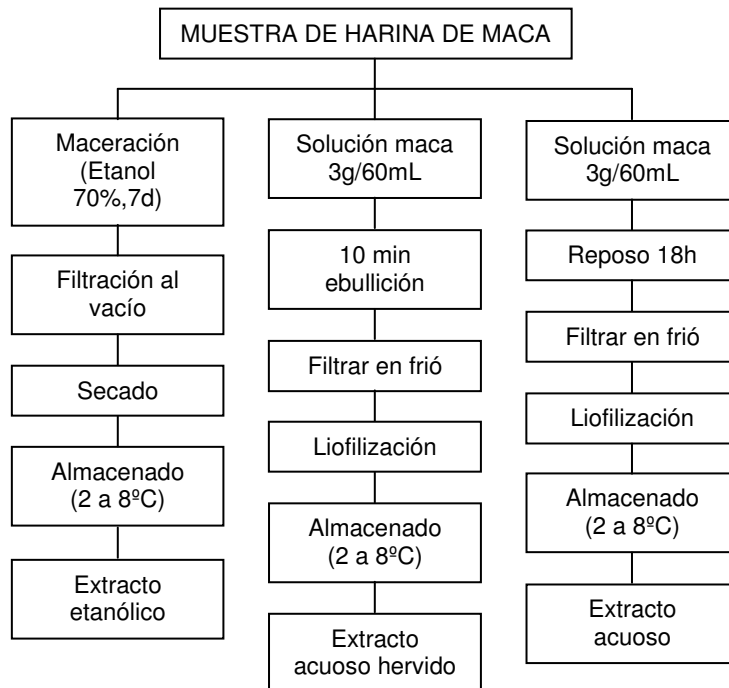 MUESTRA DE HARINA DE MACA
Maceración
(Etanol
70%,7d)
Filtración al
vacío
Secado
Almacenado
(2 a 8ºC)
Extracto
etanólico
Solución maca
3g/60mL
10 min
ebullición
Filtrar en frió
Liofilización
Almacenado
(2 a 8ºC)
Extracto
acuoso hervido
Solución maca
3g/60mL
Reposo 18h
Filtrar en frió
Liofilización
Almacenado
(2 a 8ºC)
Extracto
acuoso